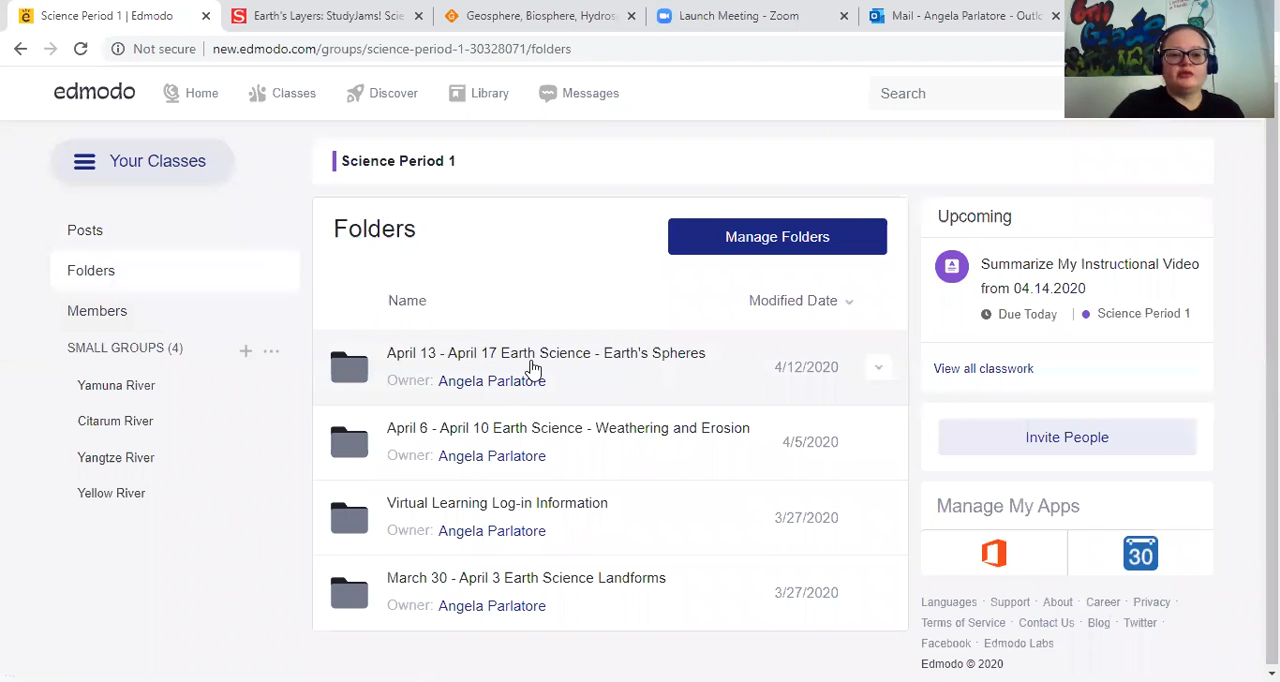 Science Period 1 | Edmodo
Earth's Layers: StudyJams! Scie
Geosphere, Biosphere, Hydros
Launch Meeting - Zoom
Mail - Angela Parlatore - Outlo
Not secure | new.edmodo.com/groups/science-period-1-30328071/folders
edmodo Home Classes Discover Library Messages Search
Your Classes
Science Period 1
Posts
Folders
Members
SMALL GROUPS (4)
Yamuna River
Citarum River
Yangtze River
Yellow River
Folders
Manage Folders
Name Modified Date
April 13 - April 17 Earth Science - Earth's Spheres
Owner: Angela Parlatore
4/12/2020
April 6 - April 10 Earth Science - Weathering and Erosion
Owner: Angela Parlatore
4/5/2020
Virtual Learning Log-in Information
Owner: Angela Parlatore
3/27/2020
March 30 - April 3 Earth Science Landforms
Owner: Angela Parlatore
3/27/2020
Upcoming
Summarize My Instructional Video
from 04.14.2020
Due Today | Science Period 1
View all classwork
Invite People
Manage My Apps
30
Languages · Support · About · Career · Privacy ·
Terms of Service · Contact Us · Blog · Twitter ·
Facebook · Edmodo Labs
Edmodo © 2020